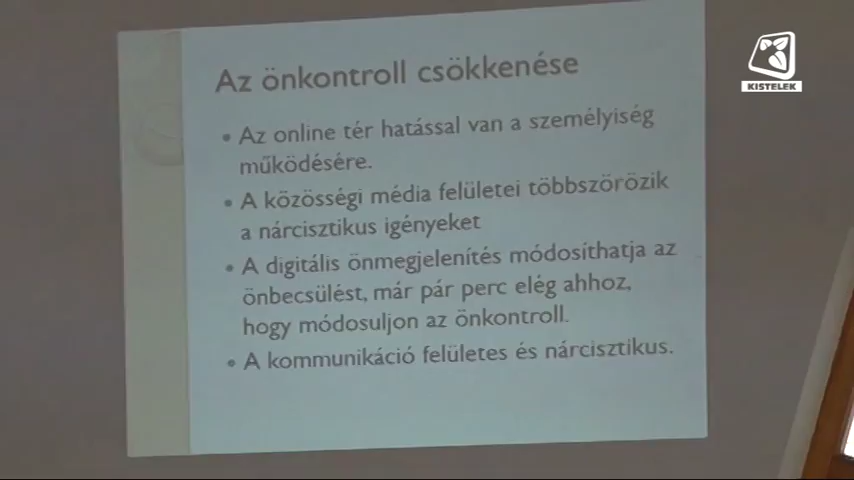 Az önkontroll csökkenése
• Az online tér hatással van a személyiség
működésére.
• A közösségi média felületei többszörözik
a nárcisztikus igényeket
• A digitális önmegjelenítés módosíthatja az
önbecsülést, már pár perc elég ahhoz,
hogy módosuljon az önkontroll.
• A kommunikáció felületes és nárcisztikus.
KISTELEK